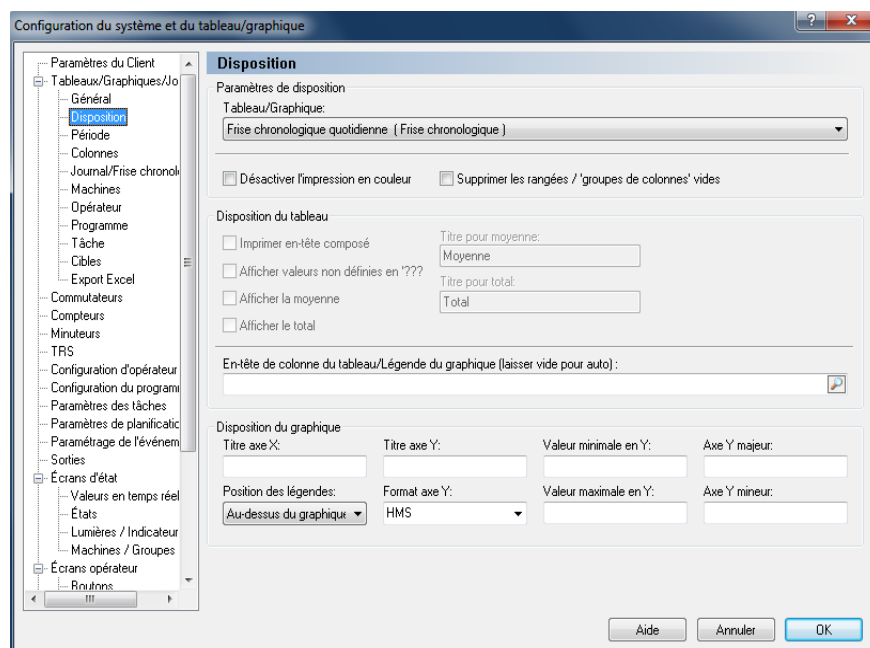 Configuration du système et du tableau/graphique
Paramètres du Client
Tableaux/Graphiques/Jo
Général
Disposition
Période
Colonnes
Journal/Frise chronol
Machines
Opérateur
Programme
Tâche
Cibles
Export Excel
Commutateurs
Compteurs
Minuteurs
TRS
Configuration d'opérateur
Configuration du program
Paramètres des tâches
Paramètres de planificatic
Paramétrage de l'événem
Sorties
Écrans d'état
Valeurs en temps réel
États
Lumières / Indicateur
Machines / Groupes
Écrans opérateur
Boutons
Disposition
Paramètres de disposition
Tableau/Graphique:
Frise chronologique quotidienne ( Frise chronologique )
Désactiver l'impression en couleur
Supprimer les rangées / 'groupes de colonnes' vides
Disposition du tableau
Imprimer en-tête composé
Afficher valeurs non définies en '???
Afficher la moyenne
Afficher le total
Titre pour moyenne:
Moyenne
Titre pour total:
Total
En-tête de colonne du tableau/Légende du graphique (laisser vide pour auto) :
Disposition du graphique
Titre axe X:
Titre axe Y:
Valeur minimale en Y:
Axe Y majeur:
Position des légendes:
Format axe Y:
Valeur maximale en Y:
Axe Y mineur:
Au-dessus du graphique
HMS
Aide
Annuler
OK